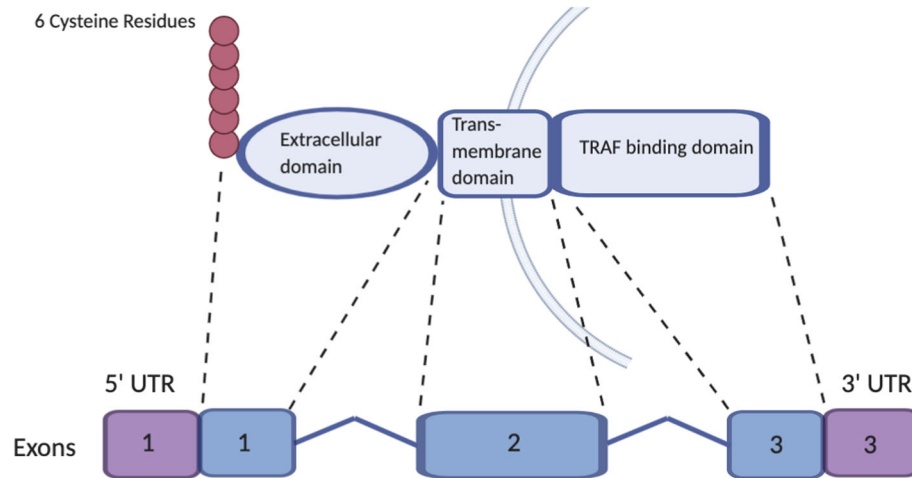 6 Cysteine Residues
Extracellular
domain
Trans-
membrane
domain
TRAF binding domain
5' UTR
3' UTR
Exons
1
1
2
3
3